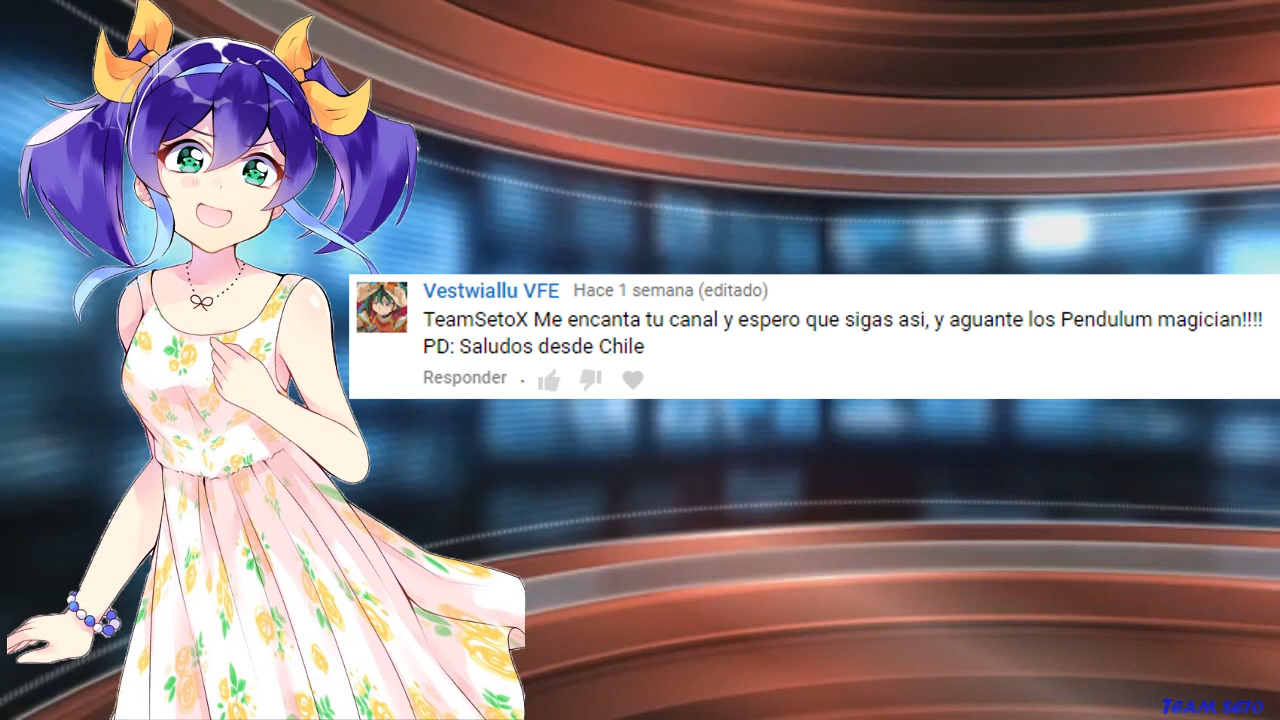 Vestwiallu VFE Hace 1 semana (editado)
TeamSetoX Me encanta tu canal y espero que sigas asi, y aguante los Pendulum magician!!!!
PD: Saludos desde Chile
Responder .
Team seto